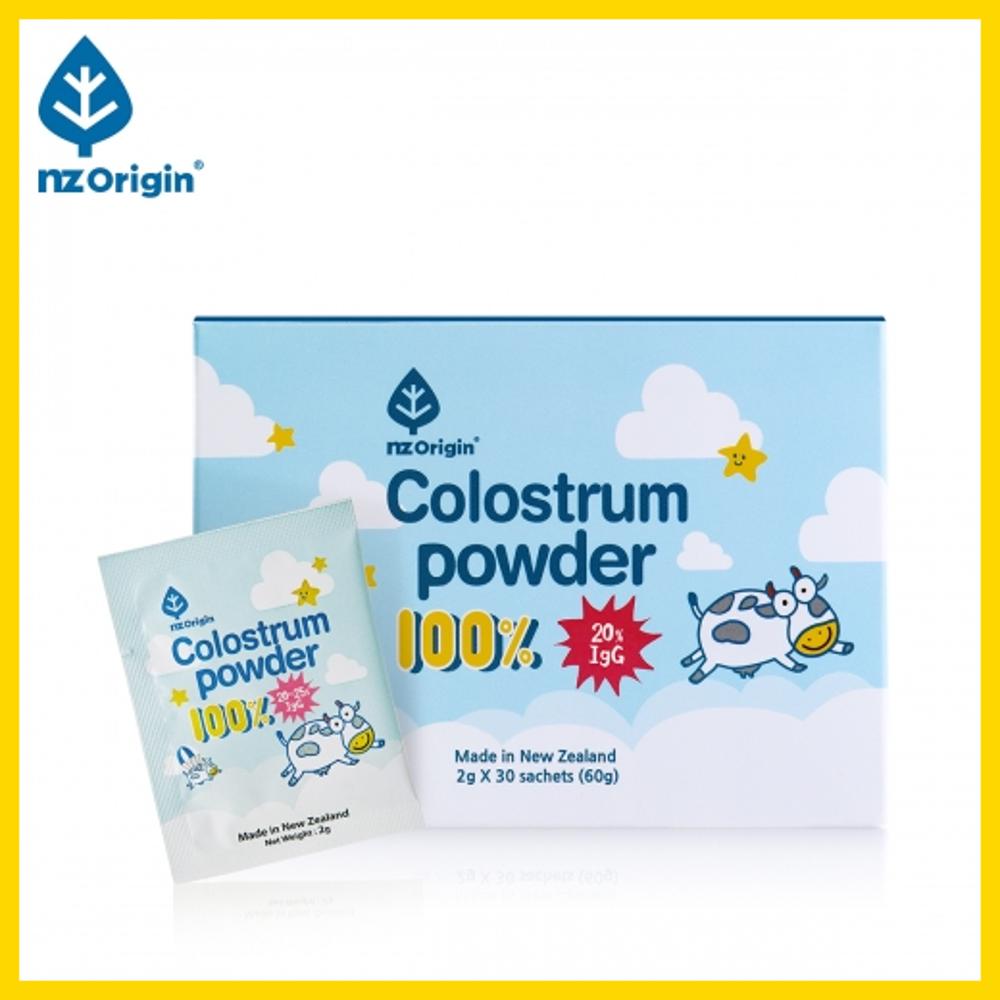 nzOrigin®
nzOrigin®
Colostrum
powder
100%
20%
IgG
Made in New Zealand
2g X 30 sachets (60g)
nzOrigin
Colostrum
powder
100%
20-25%
IgG
Made in New Zealand
Net Weight : 2g